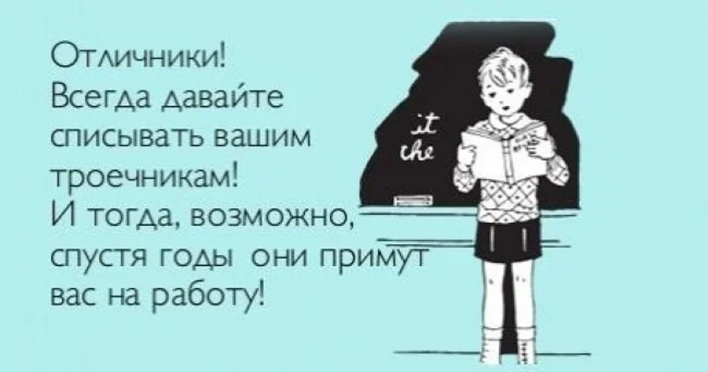 Отличники!
Всегда давайте
списывать вашим
троечникам!
И тогда, возможно,
спустя годы они примут
вас на работу!
it
the